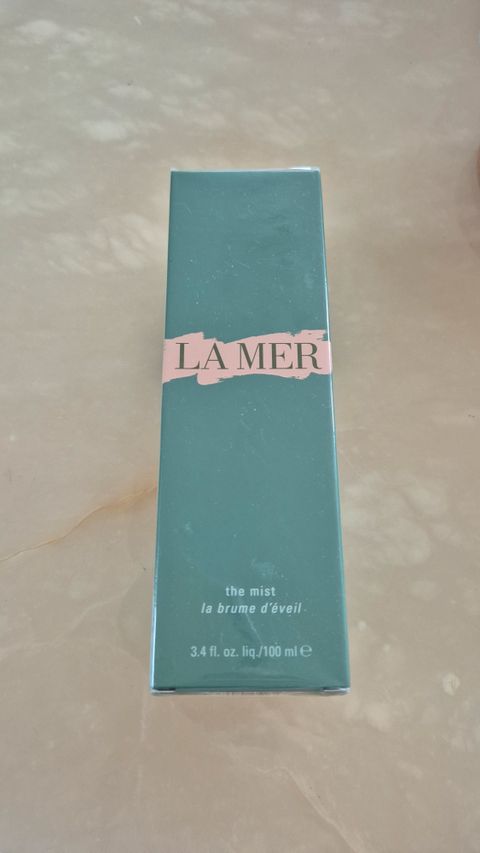 LA MER
the mist
la brume d'éveil
3.4 fl. oz. liq./100 ml ℮